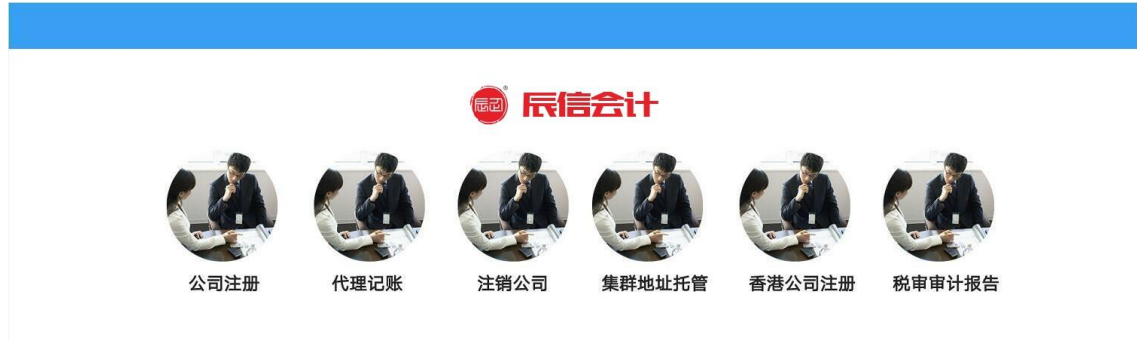 辰信会计
公司注册
代理记账
注销公司
集群地址托管
香港公司注册
税审审计报告